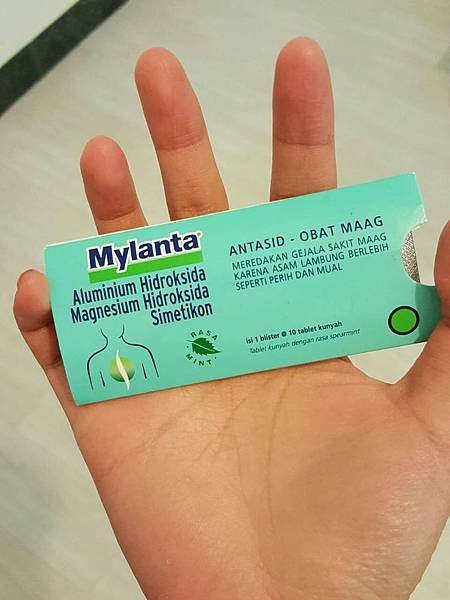 Mylanta®
Aluminium Hidroksida
Magnesium Hidroksida
Simetikon
RASA
MINT
ANTASID - OBAT MAAG
MEREDAKAN GEJALA SAKIT MAAG
KARENA ASAM LAMBUNG BERLEBIH
SEPERTI PERIH DAN MUAL
isi 1 blister ● 10 tablet kunyah
Tablet kunyah dengan rasa spearmint